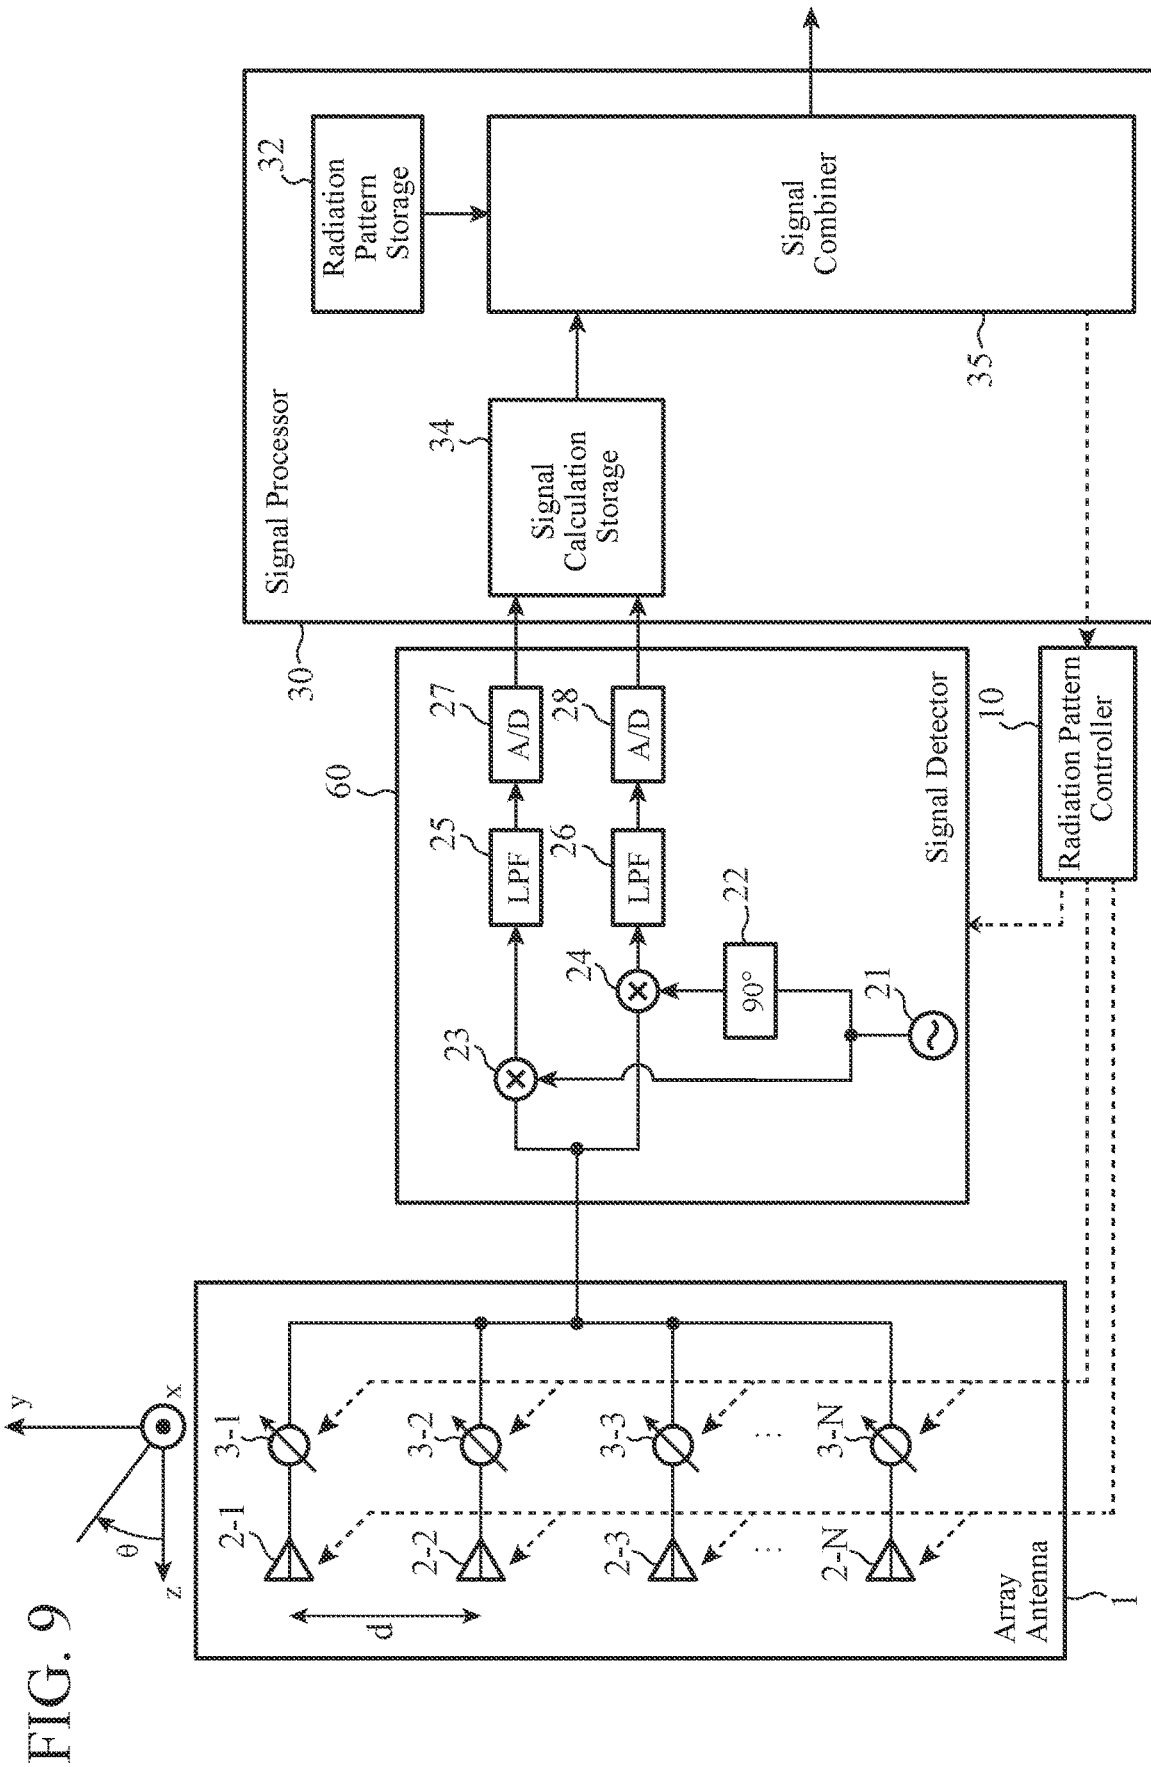 FIG. 9
y
x
z
θ
d
2-1
3-1
2-2
3-2
2-3
3-3
⋮
⋮
2-N
3-N
Array
Antenna
1
60
23
24
25
LPF
27
A/D
26
LPF
28
A/D
22
90°
21
Signal Detector
30
Signal Processor
34
Signal
Calculation
Storage
32
Radiation
Pattern
Storage
Signal
Combiner
35
10
Radiation Pattern
Controller